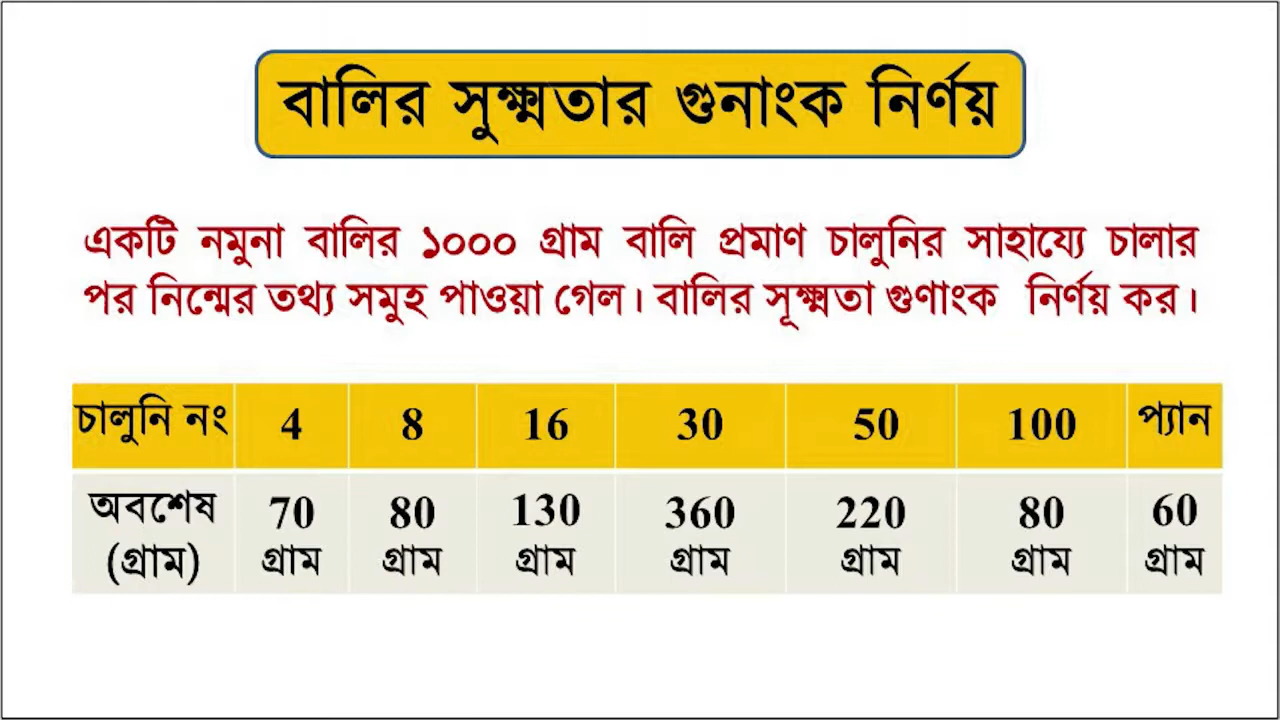 বালির সুক্ষ্মতার গুনাংক নির্ণয়
একটি নমুনা বালির ১০০০ গ্রাম বালি প্রমাণ চালুনির সাহায্যে চালার
পর নিন্মের তথ্য সমুহ পাওয়া গেল। বালির সূক্ষ্মতা গুণাংক নির্ণয় কর।
চালুনি নং 4 8 16 30 50 100 প্যান
অবশেষ 70 80 130 360 220 80 60
(গ্রাম) গ্রাম গ্রাম গ্রাম গ্রাম গ্রাম গ্রাম গ্রাম